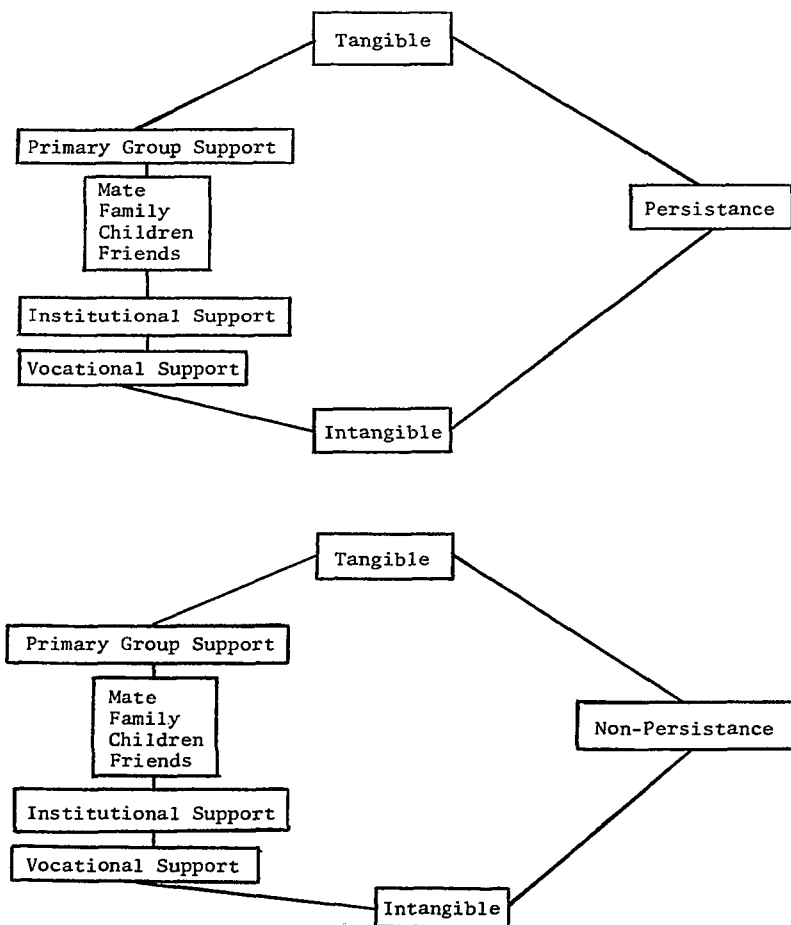 Tangible
Primary Group Support
Mate
Family
Children
Friends
Persistance
Institutional Support
Vocational Support
Intangible
Tangible
Primary Group Support
Mate
Family
Children
Friends
Non-Persistance
Institutional Support
Vocational Support
Intangible